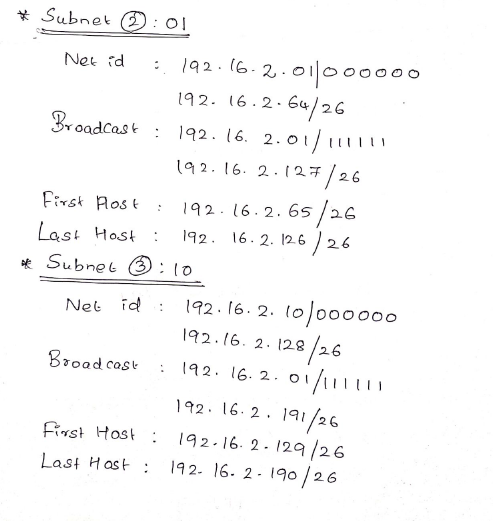 * Subnet ② : 01
Net id : 192. 16. 2. 01|000000
192. 16. 2. 64/26
Broadcast : 192. 16. 2. 01/111111
192. 16. 2. 127/26
First Host : 192. 16. 2. 65/26
Last Host : 192. 16. 2. 126/26
* Subnet ③ : 10
Net id : 192. 16. 2. 10/000000
192. 16. 2. 128/26
Broadcast : 192. 16. 2. 01/111111
192. 16. 2. 191/26
First Host : 192. 16. 2. 129/26
Last Host : 192. 16. 2. 190/26